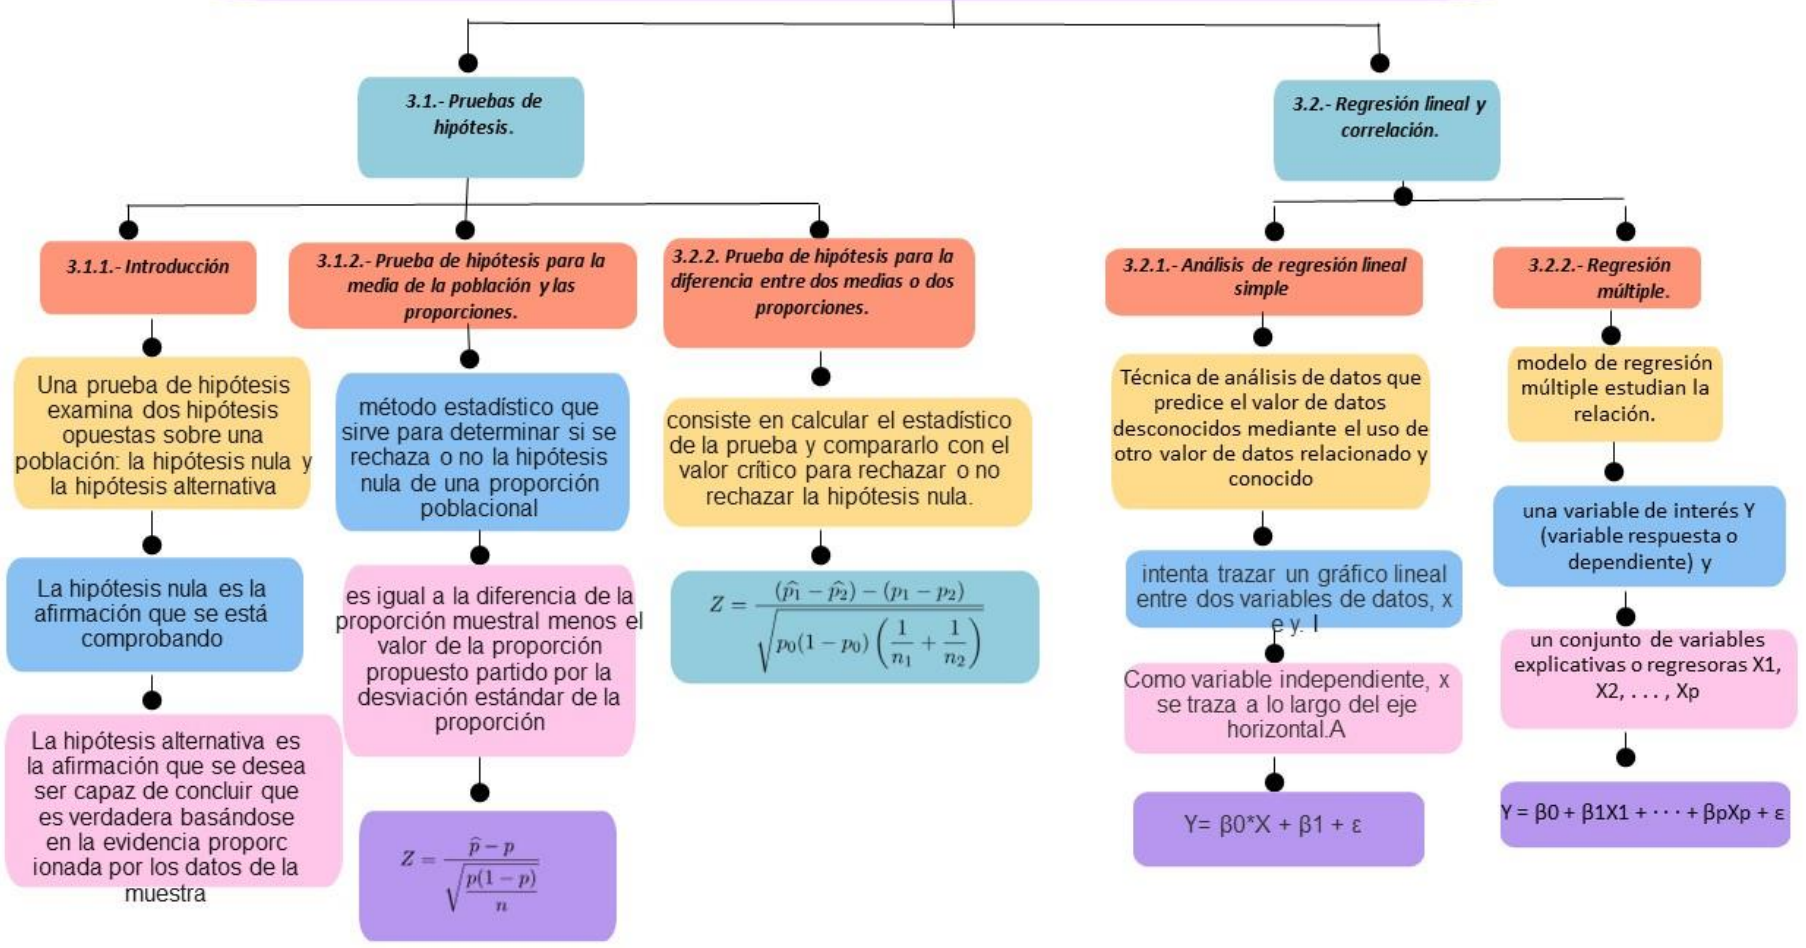 3.1.- Pruebas de
hipótesis.
3.1.1.- Introducción
Una prueba de hipótesis
examina dos hipótesis
opuestas sobre una
población: la hipótesis nula y
la hipótesis alternativa
La hipótesis nula es la
afirmación que se está
comprobando
La hipótesis alternativa es
la afirmación que se desea
ser capaz de concluir que
es verdadera basándose
en la evidencia proporc
ionada por los datos de la
muestra
3.1.2.- Prueba de hipótesis para la
media de la población y las
proporciones.
método estadístico que
sirve para determinar si se
rechaza o no la hipótesis
nula de una proporción
poblacional
es igual a la diferencia de la
proporción muestral menos el
valor de la proporción
propuesto partido por la
desviación estándar de la
proporción
Z = (p̂ − p) / √(p(1 − p) / n)
3.2.2. Prueba de hipótesis para la
diferencia entre dos medias o dos
proporciones.
consiste en calcular el estadístico
de la prueba y compararlo con el
valor crítico para rechazar o no
rechazar la hipótesis nula.
Z = ((p̂₁ − p̂₂) − (p₁ − p₂)) / √(p₀(1 − p₀)(1/n₁ + 1/n₂))
3.2.- Regresión lineal y
correlación.
3.2.1.- Análisis de regresión lineal
simple
Técnica de análisis de datos que
predice el valor de datos
desconocidos mediante el uso de
otro valor de datos relacionado y
conocido
intenta trazar un gráfico lineal
entre dos variables de datos, x
e y. l
Como variable independiente, x
se traza a lo largo del eje
horizontal.A
Y= β0*X + β1 + ε
3.2.2.- Regresión
múltiple.
modelo de regresión
múltiple estudian la
relación.
una variable de interés Y
(variable respuesta o
dependiente) y
un conjunto de variables
explicativas o regresoras X1,
X2, . . . , Xp
Y = β0 + β1X1 + · · · + βpXp + ε